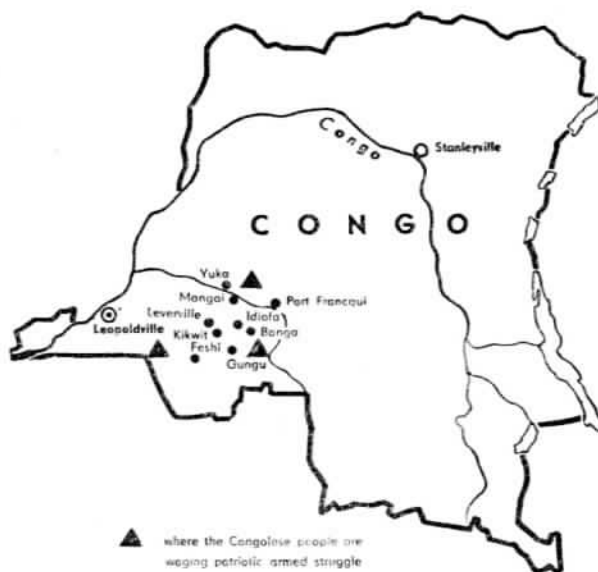 Congo
Stanleyville
CONGO
Yuka
Mangai
Port Francqui
Leverville
Idiofa
Leopoldville
Kikwit
Banga
Feshi
Gungu
where the Congolese people are
waging patriotic armed struggle